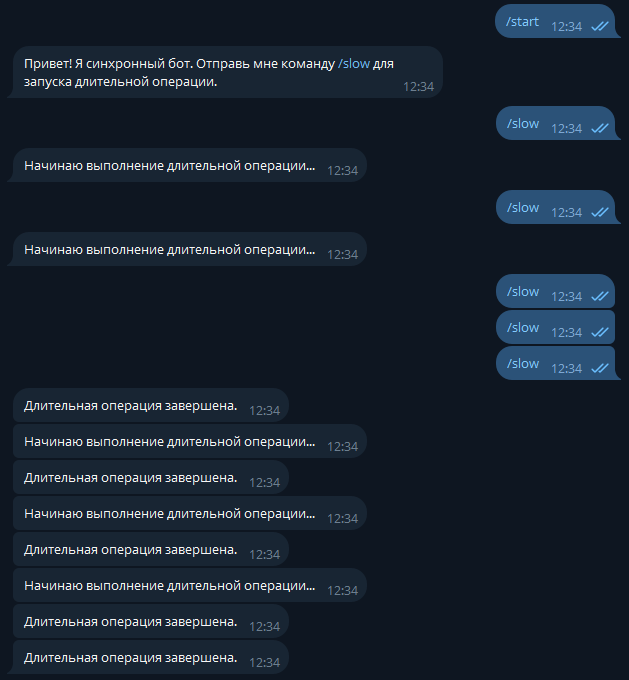 /start 12:34
Привет! Я синхронный бот. Отправь мне команду /slow для
запуска длительной операции. 12:34
/slow 12:34
Начинаю выполнение длительной операции... 12:34
/slow 12:34
Начинаю выполнение длительной операции... 12:34
/slow 12:34
/slow 12:34
/slow 12:34
Длительная операция завершена. 12:34
Начинаю выполнение длительной операции... 12:34
Длительная операция завершена. 12:34
Начинаю выполнение длительной операции... 12:34
Длительная операция завершена. 12:34
Начинаю выполнение длительной операции... 12:34
Длительная операция завершена. 12:34
Длительная операция завершена. 12:34